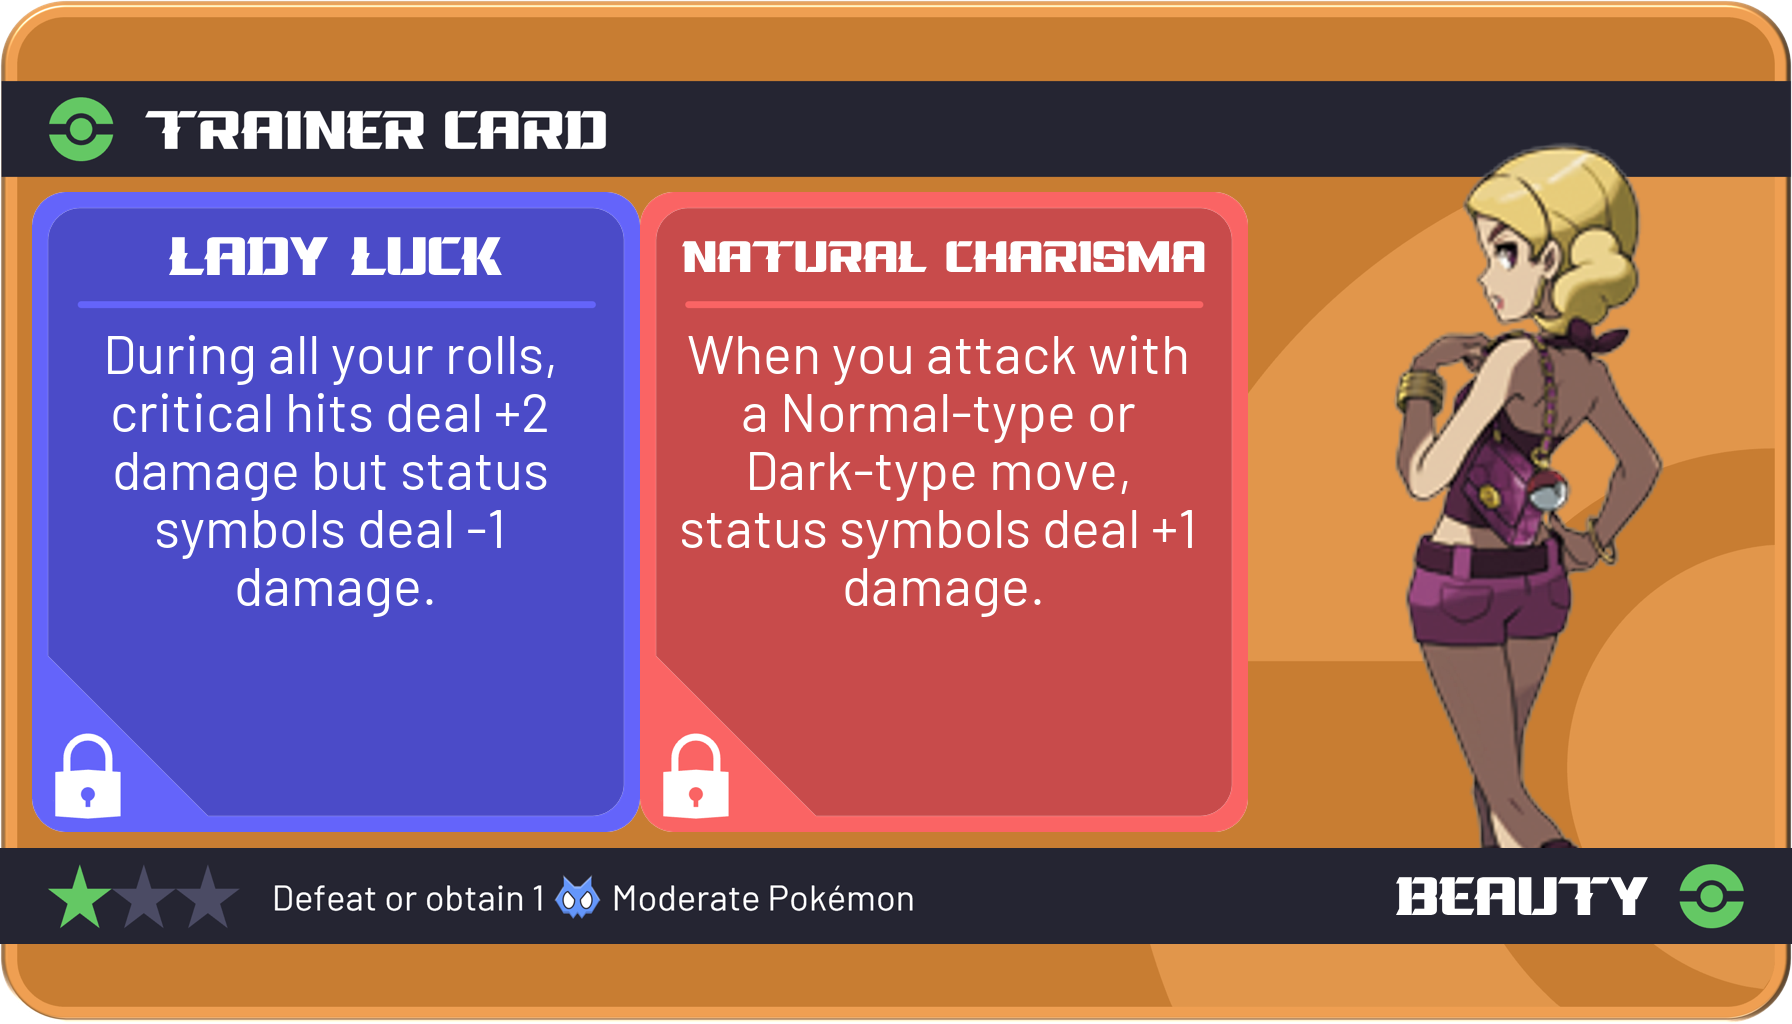 TRAINER CARD
LADY LUCK
During all your rolls,
critical hits deal +2
damage but status
symbols deal -1
damage.
NATURAL CHARISMA
When you attack with
a Normal-type or
Dark-type move,
status symbols deal +1
damage.
Defeat or obtain 1 Moderate Pokémon
BEAUTY